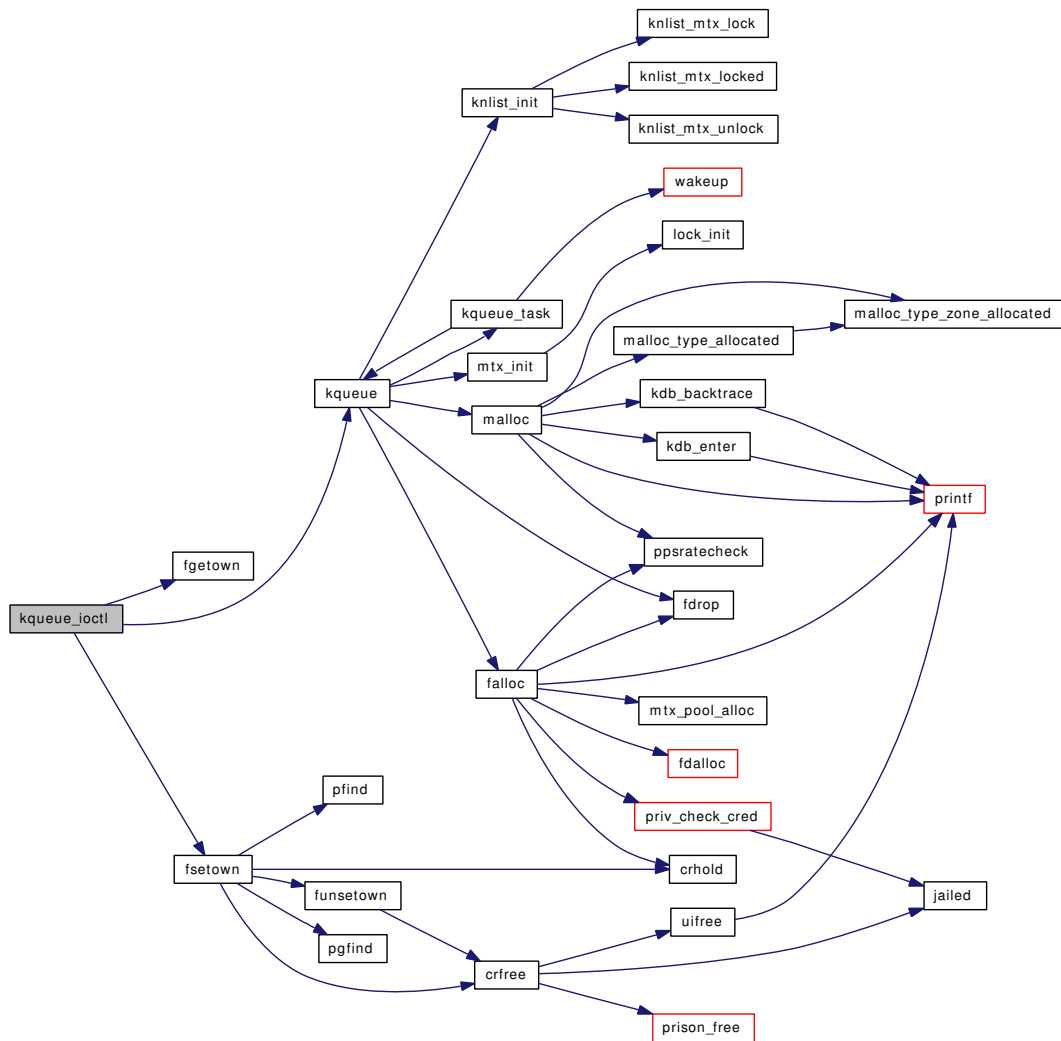 knlist_mtx_lock
knlist_mtx_locked
knlist_init
knlist_mtx_unlock
wakeup
lock_init
kqueue_task
malloc_type_zone_allocated
malloc_type_allocated
mtx_init
kqueue
kdb_backtrace
malloc
kdb_enter
printf
ppsratecheck
fgetown
fdrop
kqueue_ioctl
falloc
mtx_pool_alloc
fdalloc
pfind
priv_check_cred
fsetown
crhold
funsetown
jailed
uifree
pgfind
crfree
prison_free